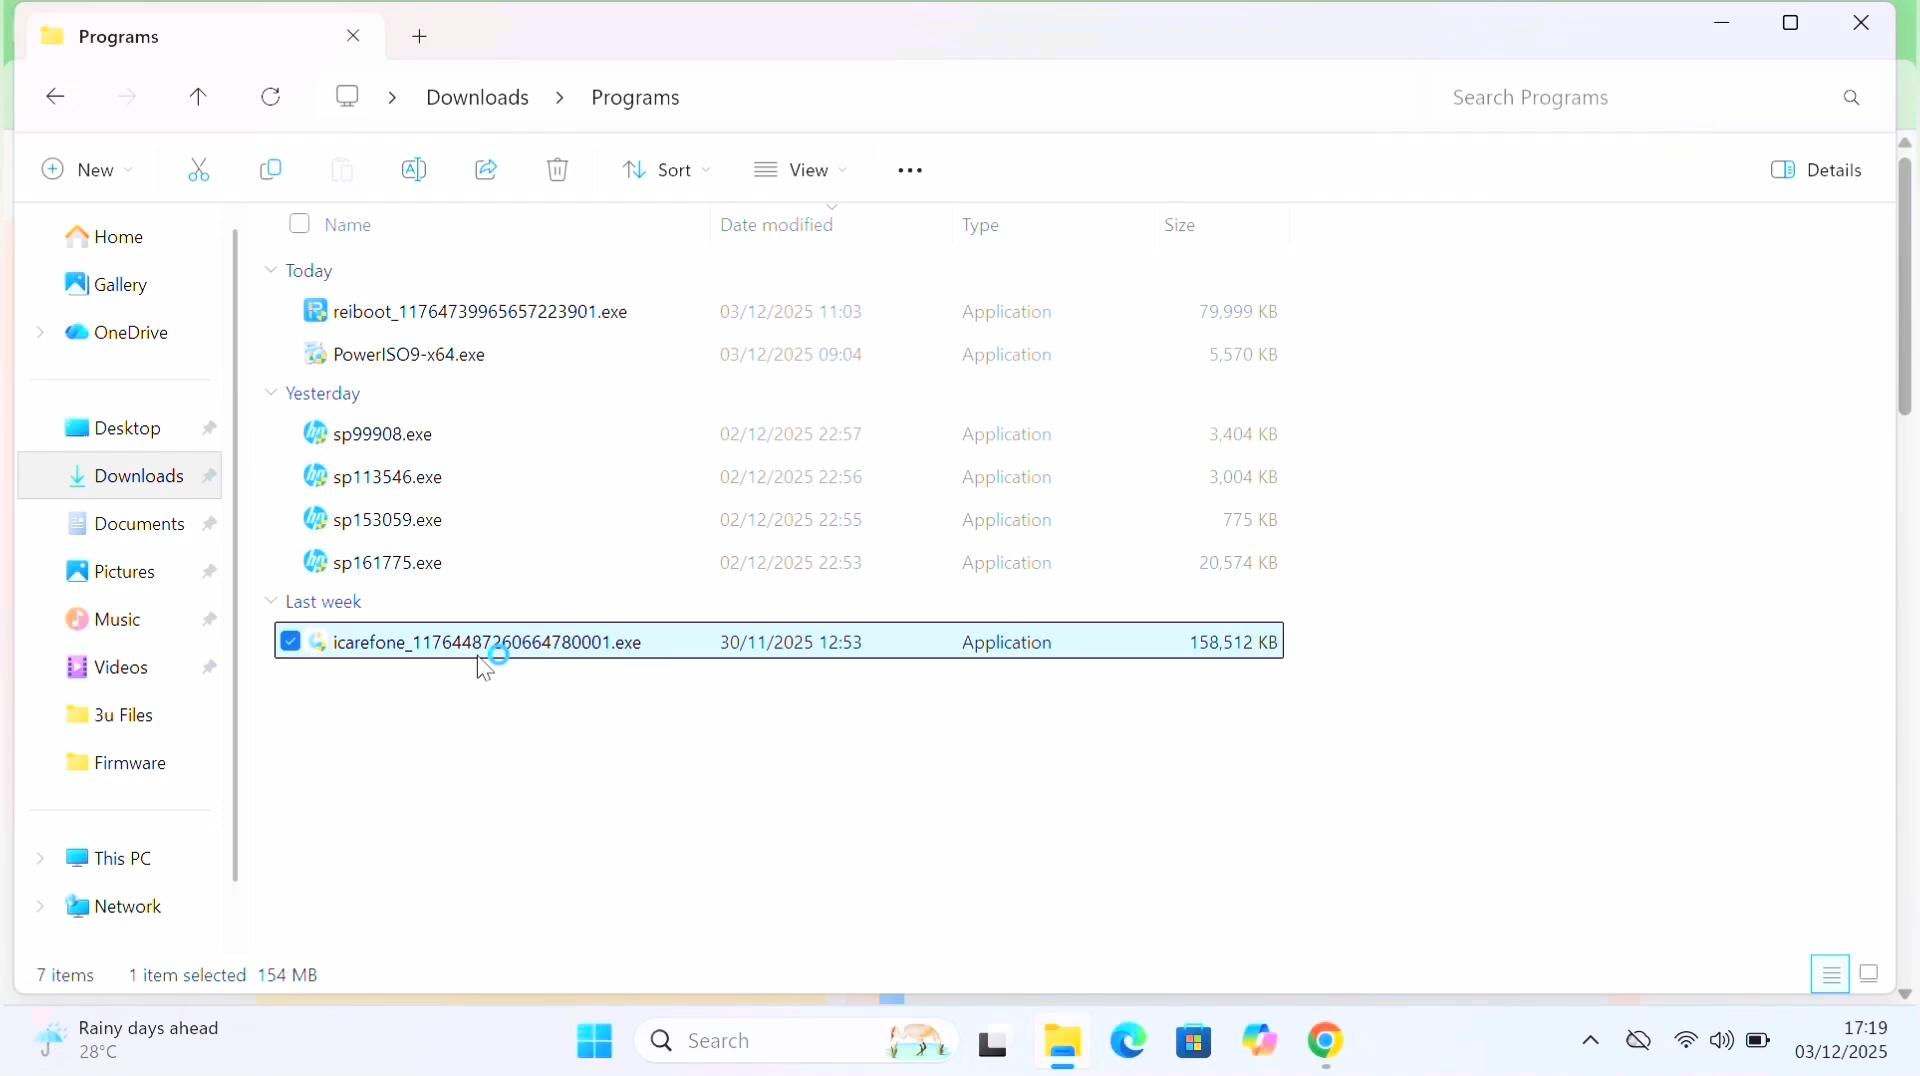 Programs
Downloads
Programs
Search Programs
New
Sort
View
Details
Home
Gallery
OneDrive
Desktop
Downloads
Documents
Pictures
Music
Videos
3u Files
Firmware
This PC
Network
Name Date modified Type Size
Today
reiboot_11764739965657223901.exe 03/12/2025 11:03 Application 79,999 KB
PowerISO9-x64.exe 03/12/2025 09:04 Application 5,570 KB
Yesterday
sp99908.exe 02/12/2025 22:57 Application 3,404 KB
sp113546.exe 02/12/2025 22:56 Application 3,004 KB
sp153059.exe 02/12/2025 22:55 Application 775 KB
sp161775.exe 02/12/2025 22:53 Application 20,574 KB
Last week
icarefone_11764487260664780001.exe 30/11/2025 12:53 Application 158,512 KB
7 items 1 item selected 154 MB
Rainy days ahead
28°C
Search
17:19
03/12/2025